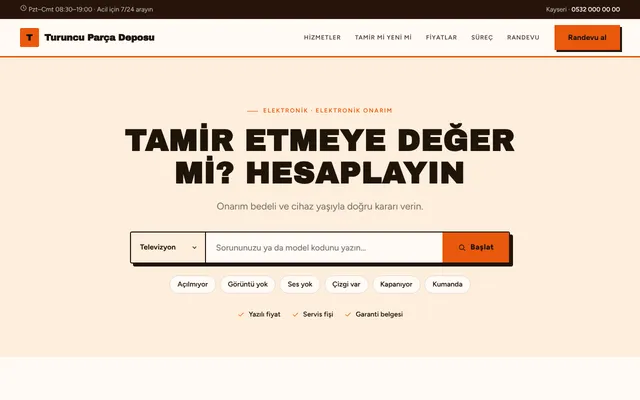 Pzt–Cmt 08:30–19:00 · Acil için 7/24 arayın
Kayseri · 0532 000 00 00
T Turuncu Parça Deposu
HİZMETLER TAMİR Mİ YENİ Mİ FİYATLAR SÜREÇ RANDEVU Randevu al
ELEKTRONİK · ELEKTRONİK ONARIM
TAMİR ETMEYE DEĞER
Mİ? HESAPLAYIN
Onarım bedeli ve cihaz yaşıyla doğru kararı verin.
Televizyon Sorununuzu ya da model kodunu yazın... Başlat
Açılmıyor Görüntü yok Ses yok Çizgi var Kapanıyor Kumanda
Yazılı fiyat Servis fişi Garanti belgesi